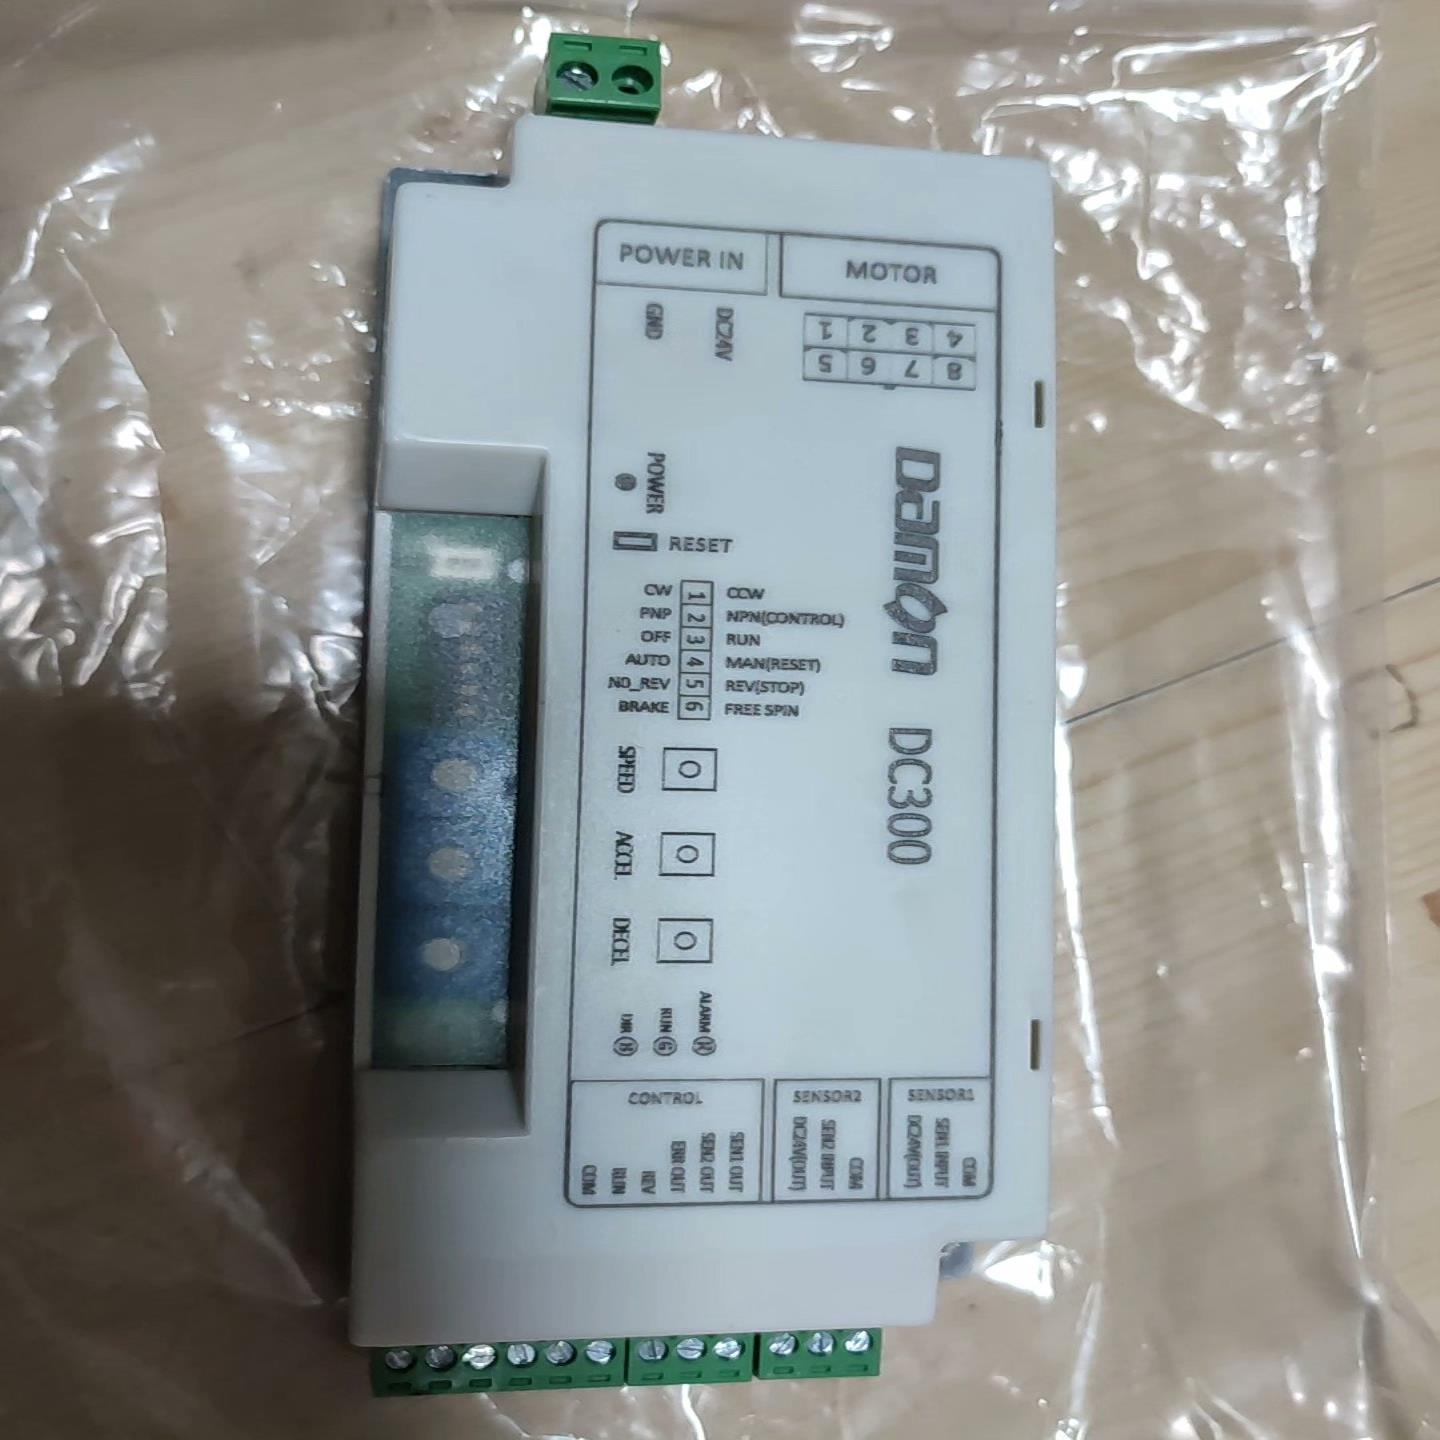 POWER IN
MOTOR
GND
DC24V
1 2 3 4
5 6 7 8
Damon DC300
POWER
RESET
CW 1 CCW
PNP 2 NPN(CONTROL)
OFF 3 RUN
AUTO 4 MAN(RESET)
NO_REV 5 REV(STOP)
BRAKE 6 FREE SPIN
SPEED
ACCEL
DECEL
DIR
RUN G
ALARM
CONTROL
COM
RUN
REV
ERR OUT
SEN2 OUT
SEN1 OUT
SENSOR2
DC24V(OUT)
SEN2 INPUT
COM
SENSOR1
DC24V(OUT)
SEN1 INPUT
COM